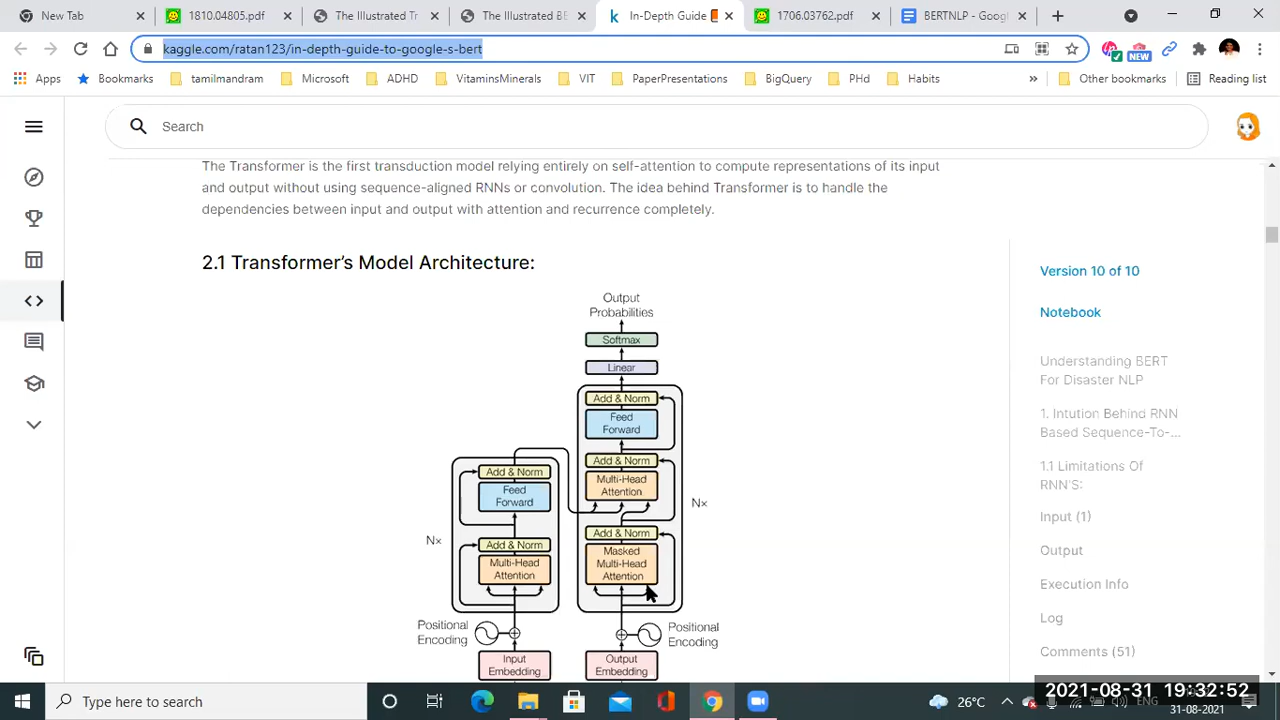 New Tab
1810.04805.pdf
The Illustrated Tr
The Illustrated BE
In-Depth Guide
1706.03762.pdf
BERTNLP - Goog
kaggle.com/ratan123/in-depth-guide-to-google-s-bert
NEW
Apps
Bookmarks
tamilmandram
Microsoft
ADHD
VitaminsMinerals
VIT
PaperPresentations
BigQuery
PHd
Habits
»
Other bookmarks
Reading list
Search
The Transformer is the first transduction model relying entirely on self-attention to compute representations of its input
and output without using sequence-aligned RNNs or convolution. The idea behind Transformer is to handle the
dependencies between input and output with attention and recurrence completely.
2.1 Transformer's Model Architecture:
Output
Probabilities
Softmax
Linear
Add & Norm
Feed
Forward
Add & Norm
Multi-Head
Attention
Add & Norm
Masked
Multi-Head
Attention
N×
Add & Norm
Feed
Forward
Add & Norm
Multi-Head
Attention
N×
Positional
Encoding
Positional
Encoding
Input
Embedding
Output
Embedding
Version 10 of 10
Notebook
Understanding BERT
For Disaster NLP
1. Intution Behind RNN
Based Sequence-To-...
1.1 Limitations Of
RNN'S:
Input (1)
Output
Execution Info
Log
Comments (51)
2021-08-31 19:32:52
Type here to search
26°C
ENG
31-08-2021